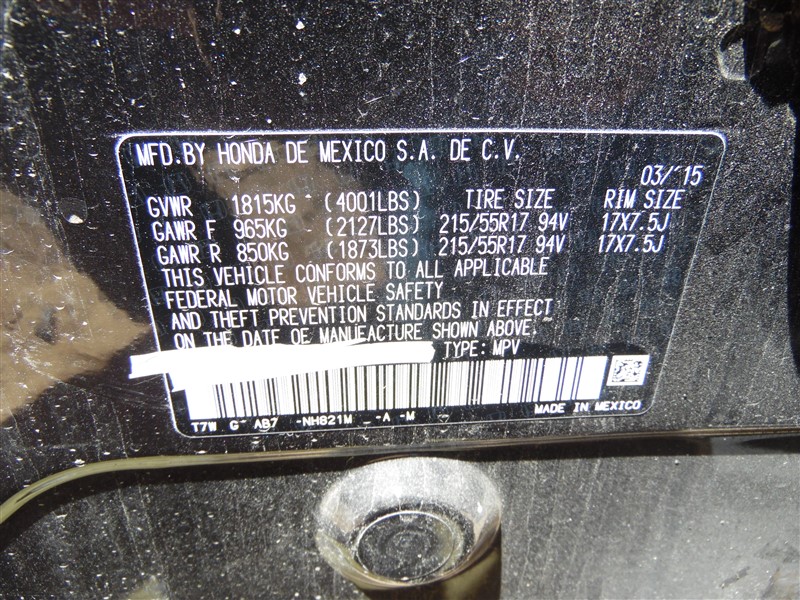 MFD.BY HONDA DE MEXICO S.A. DE C.V.
03/'15
GVWR 1815KG (4001LBS) TIRE SIZE RIM SIZE
GAWR F 965KG (2127LBS) 215/55R17 94V 17X7.5J
GAWR R 850KG (1873LBS) 215/55R17 94V 17X7.5J
THIS VEHICLE CONFORMS TO ALL APPLICABLE
FEDERAL MOTOR VEHICLE SAFETY
AND THEFT PREVENTION STANDARDS IN EFFECT
ON THE DATE OF MANUFACTURE SHOWN ABOVE.
TYPE: MPV
T7W G AB7 -NH821M _ -A -M
MADE IN MEXICO